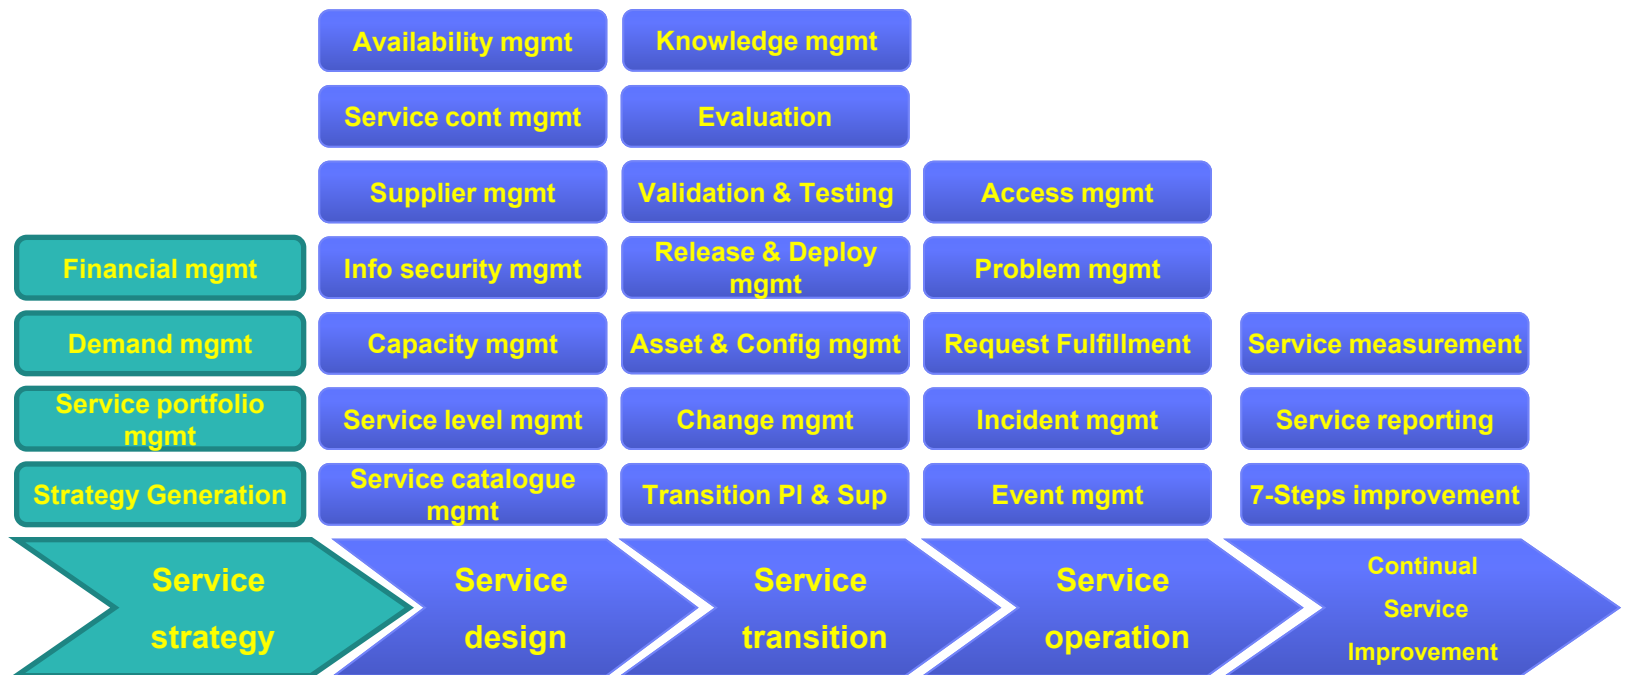 Availability mgmt
Knowledge mgmt
Service cont mgmt
Evaluation
Supplier mgmt
Validation & Testing
Access mgmt
Financial mgmt
Info security mgmt
Release & Deploy
mgmt
Problem mgmt
Demand mgmt
Capacity mgmt
Asset & Config mgmt
Request Fulfillment
Service measurement
Service portfolio
mgmt
Service level mgmt
Change mgmt
Incident mgmt
Service reporting
Strategy Generation
Service catalogue
mgmt
Transition Pl & Sup
Event mgmt
7-Steps improvement
Service
strategy
Service
design
Service
transition
Service
operation
Continual
Service
Improvement